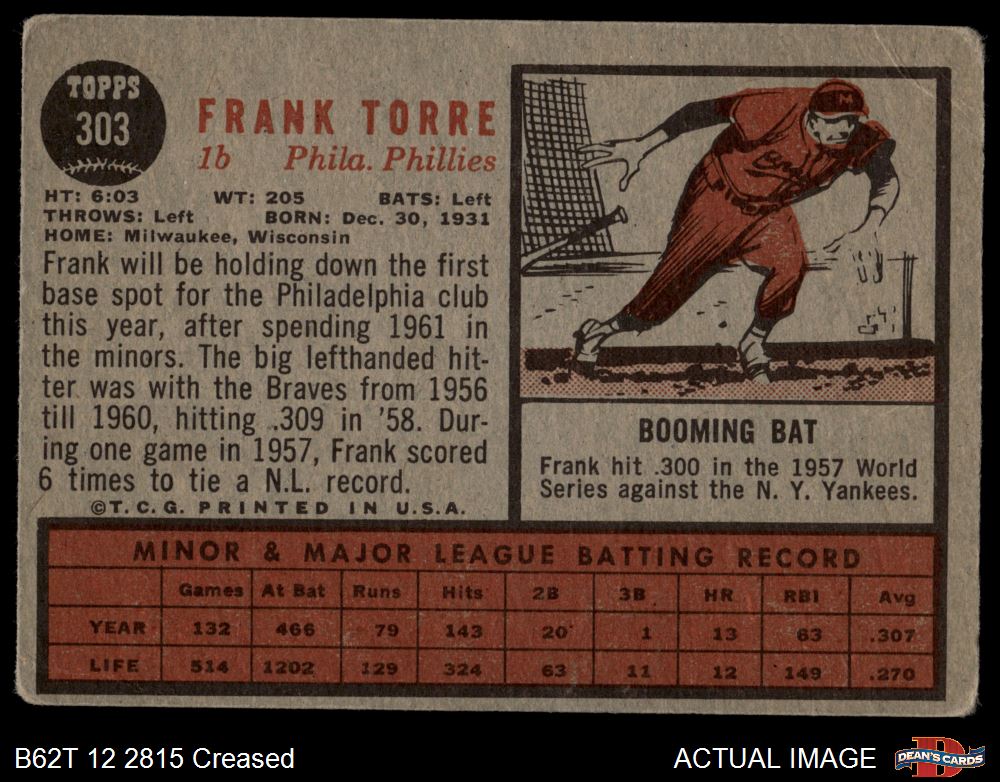 TOPPS
303
FRANK TORRE
1b Phila. Phillies
HT: 6:03 WT: 205 BATS: Left
THROWS: Left BORN: Dec. 30, 1931
HOME: Milwaukee, Wisconsin
Frank will be holding down the first
base spot for the Philadelphia club
this year, after spending 1961 in
the minors. The big lefthanded hit-
ter was with the Braves from 1956
till 1960, hitting .309 in '58. Dur-
ing one game in 1957, Frank scored
6 times to tie a N.L. record.
©T.C.G. PRINTED IN U.S.A.
M
BOOMING BAT
Frank hit .300 in the 1957 World
Series against the N. Y. Yankees.
MINOR & MAJOR LEAGUE BATTING RECORD
Games At Bat Runs Hits 2B 3B HR RBI Avg
YEAR 132 466 79 143 20 1 13 63 .307
LIFE 514 1202 129 324 63 11 12 149 .270
B62T 12 2815 Creased
ACTUAL IMAGE
D
DEAN'S CARDS